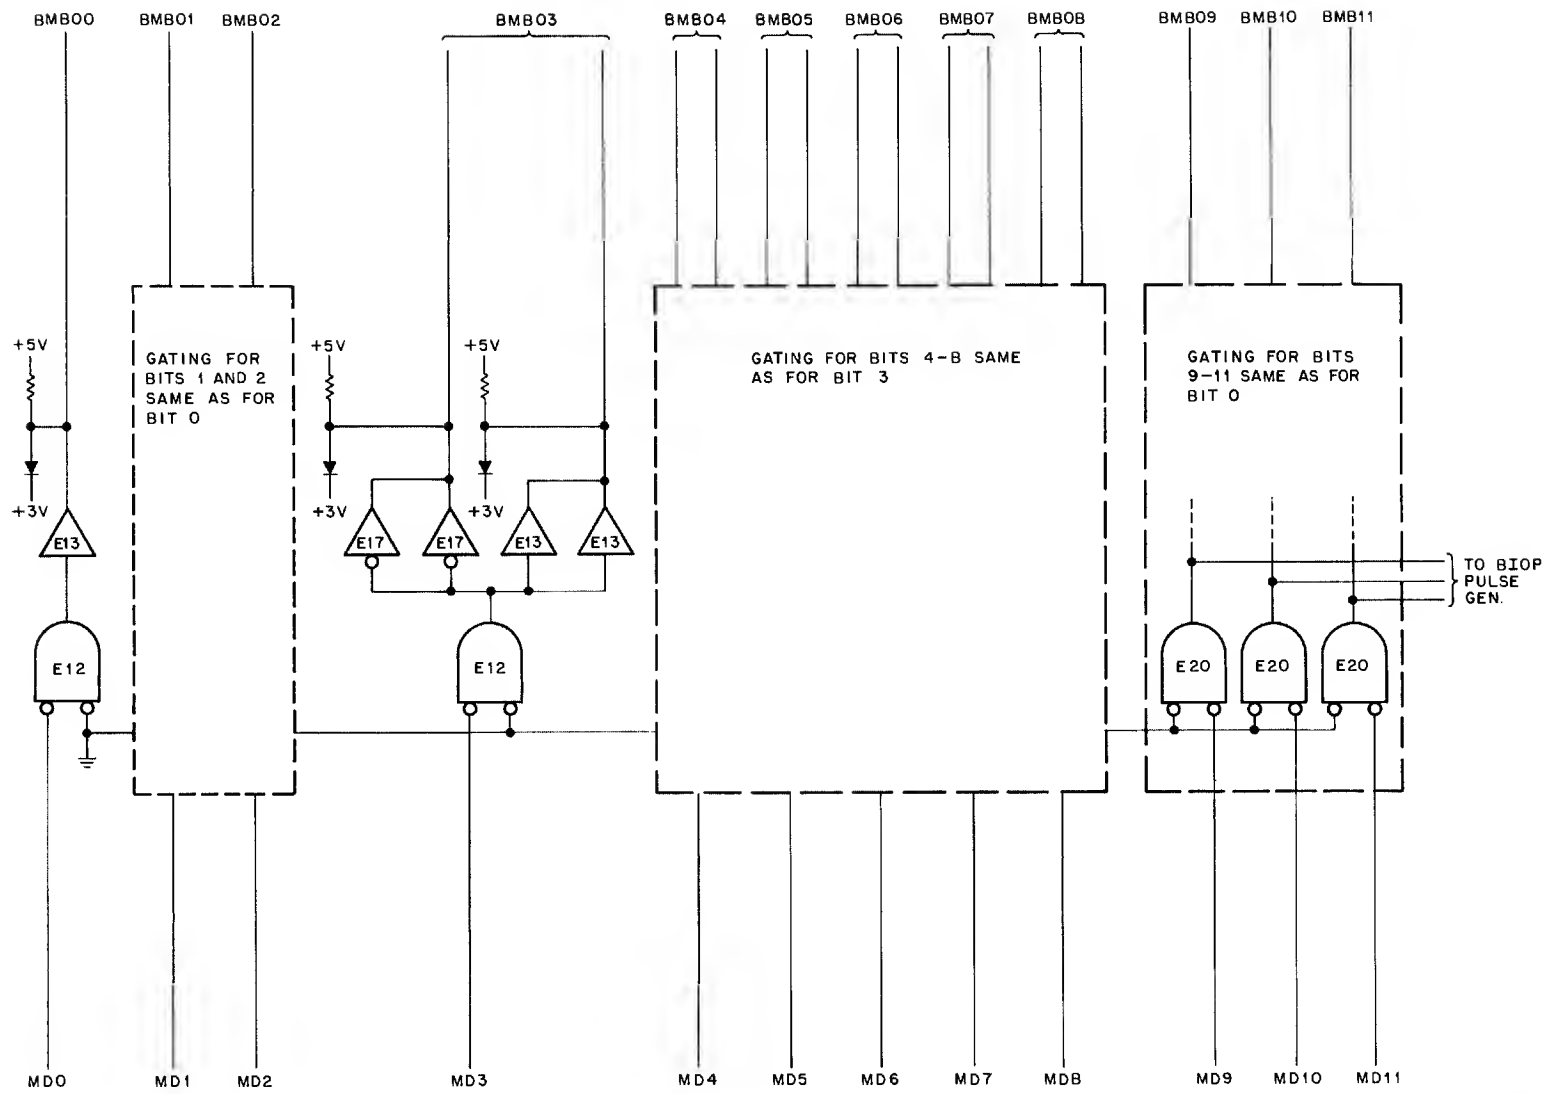 BMB00 BMB01 BMB02 BMB03 BMB04 BMB05 BMB06 BMB07 BMB08 BMB09 BMB10 BMB11
+5V +5V +5V
GATING FOR
BITS 1 AND 2
SAME AS FOR
BIT 0
GATING FOR BITS 4-8 SAME
AS FOR BIT 3
GATING FOR BITS
9-11 SAME AS FOR
BIT 0
+3V +3V +3V
E13 E17 E17 E13 E13
TO BIOP
PULSE
GEN.
E12 E12 E20 E20 E20
MD0 MD1 MD2 MD3 MD4 MD5 MD6 MD7 MD8 MD9 MD10 MD11